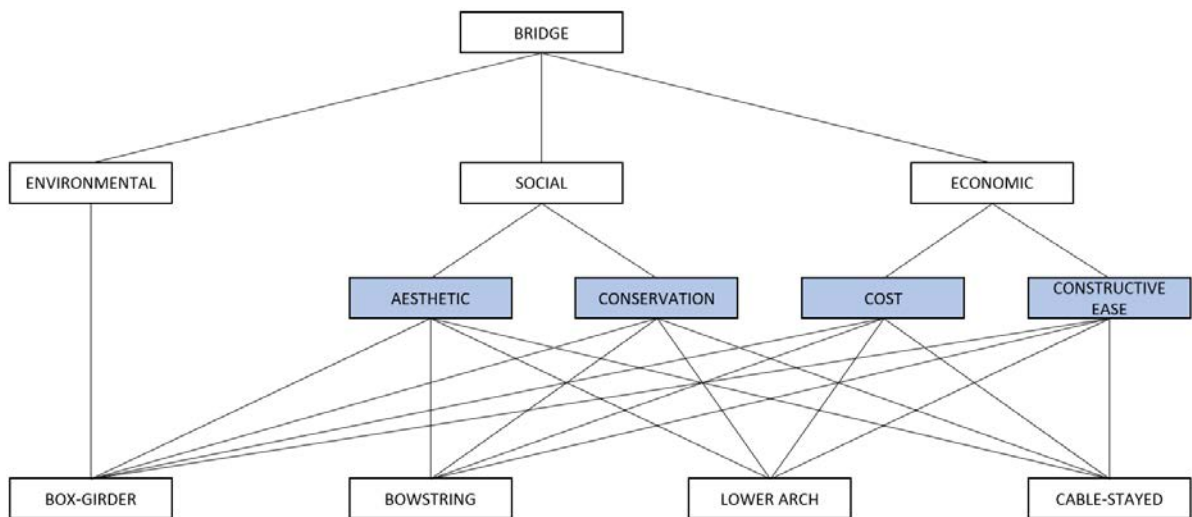 BRIDGE
ENVIRONMENTAL
SOCIAL
ECONOMIC
AESTHETIC
CONSERVATION
COST
CONSTRUCTIVE
EASE
BOX-GIRDER
BOWSTRING
LOWER ARCH
CABLE-STAYED